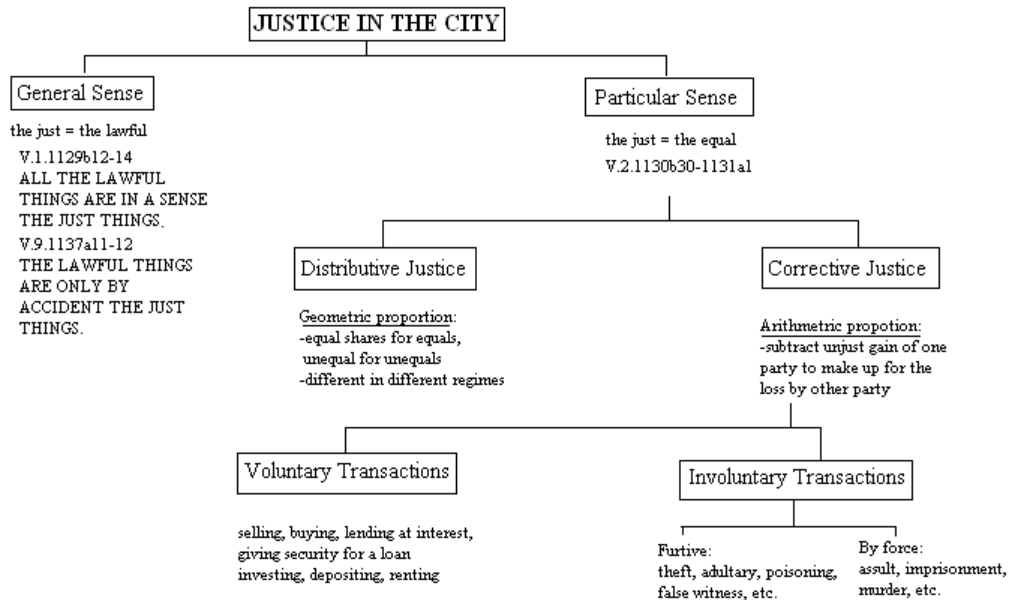 JUSTICE IN THE CITY
General Sense
the just = the lawful
V.1.1129b12-14
ALL THE LAWFUL
THINGS ARE IN A SENSE
THE JUST THINGS.
V.9.1137a11-12
THE LAWFUL THINGS
ARE ONLY BY
ACCIDENT THE JUST
THINGS.
Particular Sense
the just = the equal
V.2.1130b30-1131a1
Distributive Justice
Geometric proportion:
-equal shares for equals,
unequal for unequals
-different in different regimes
Corrective Justice
Arithmetric propotion:
-subtract unjust gain of one
party to make up for the
loss by other party
Voluntary Transactions
selling, buying, lending at interest,
giving security for a loan
investing, depositing, renting
Involuntary Transactions
Furtive:
theft, adultary, poisoning,
false witness, etc.
By force:
assult, imprisonment,
murder, etc.